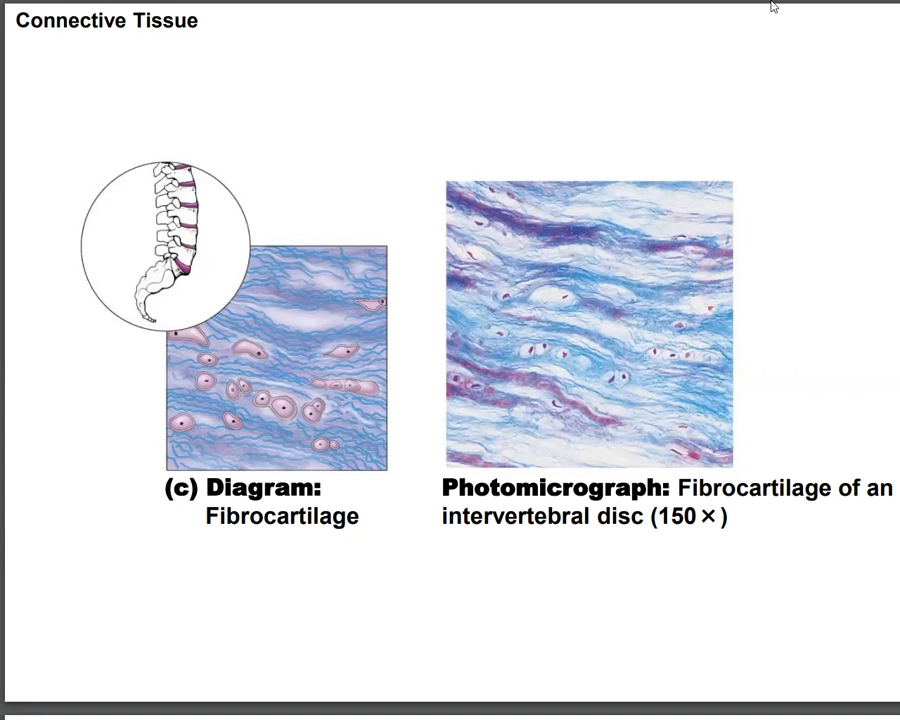 Connective Tissue
(c) Diagram:
Fibrocartilage
Photomicrograph: Fibrocartilage of an
intervertebral disc (150×)